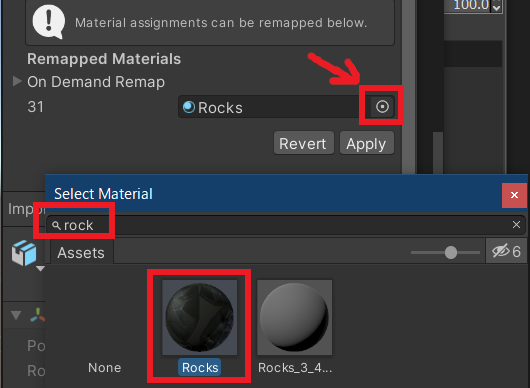 100.0
Material assignments can be remapped below.
Remapped Materials
On Demand Remap
31
Rocks
Revert
Apply
Select Material
Impor
rock
Assets
6
None
Rocks
Rocks_3_4...
Po
Ro